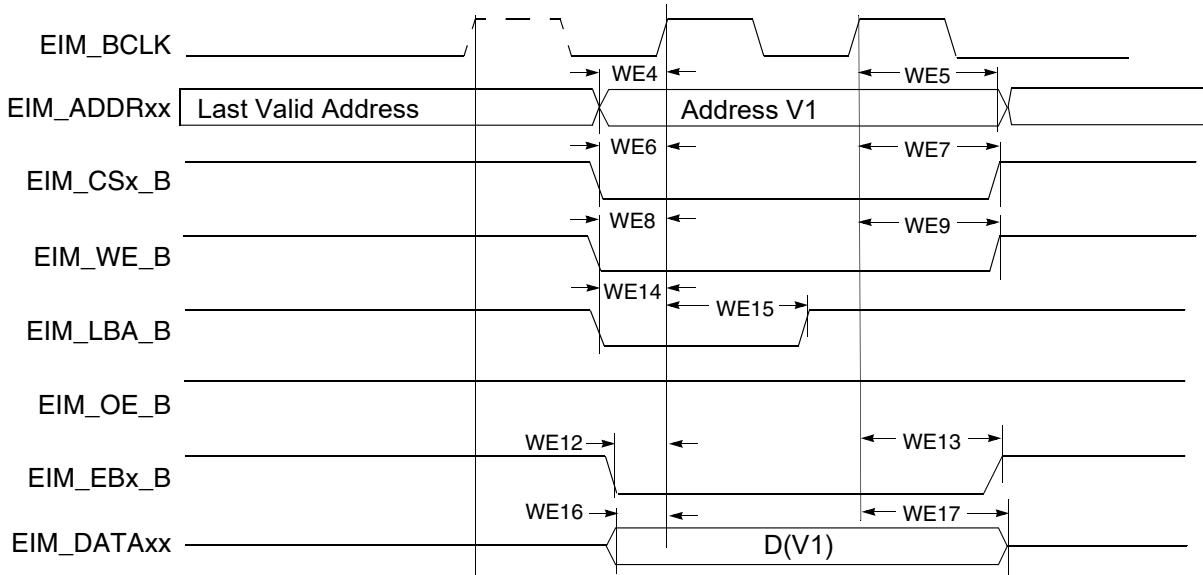 EIM_BCLK
WE4
WE5
EIM_ADDRxx
Last Valid Address
Address V1
WE6
WE7
EIM_CSx_B
WE8
WE9
EIM_WE_B
WE14
WE15
EIM_LBA_B
EIM_OE_B
WE12
WE13
EIM_EBx_B
WE16
WE17
EIM_DATAxx
D(V1)